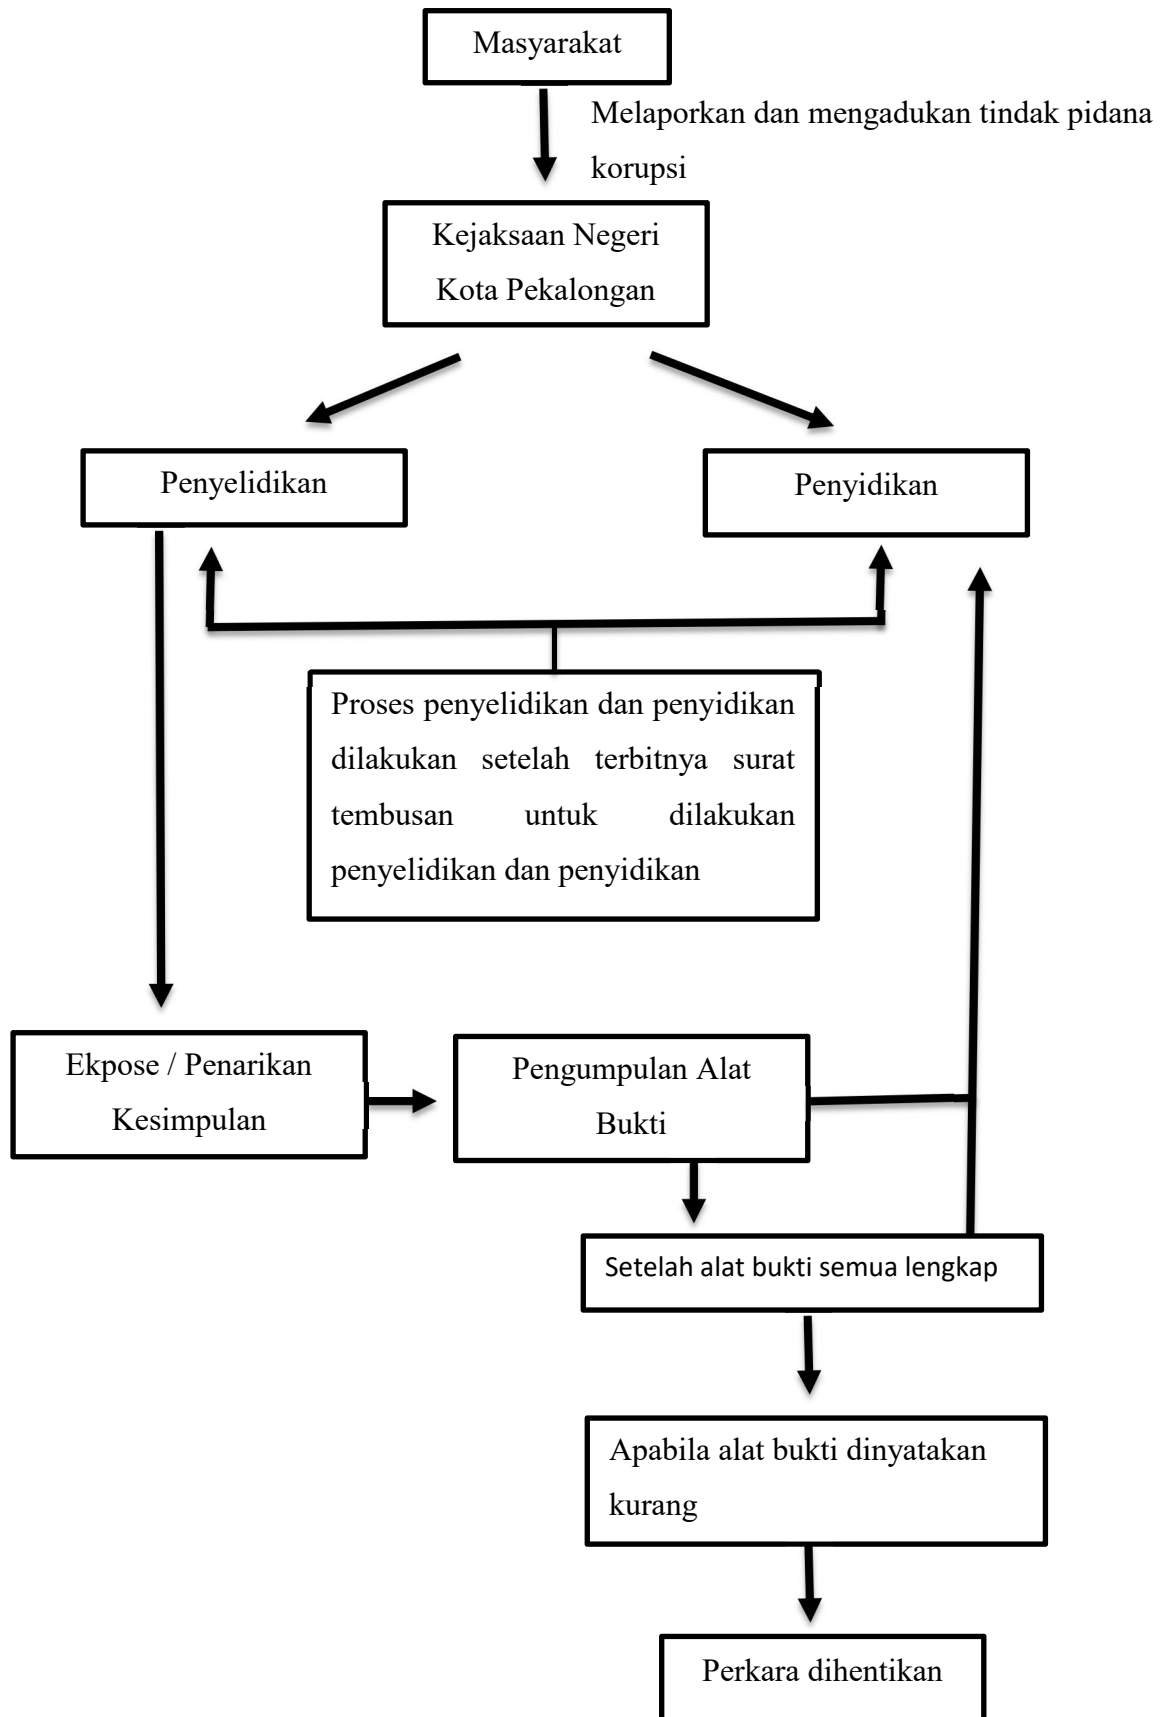 Masyarakat
Melaporkan dan mengadukan tindak pidana
korupsi
Kejaksaan Negeri
Kota Pekalongan
Penyelidikan
Penyidikan
Proses penyelidikan dan penyidikan
dilakukan setelah terbitnya surat
tembusan untuk dilakukan
penyelidikan dan penyidikan
Ekpose / Penarikan
Kesimpulan
Pengumpulan Alat
Bukti
Setelah alat bukti semua lengkap
Apabila alat bukti dinyatakan
kurang
Perkara dihentikan